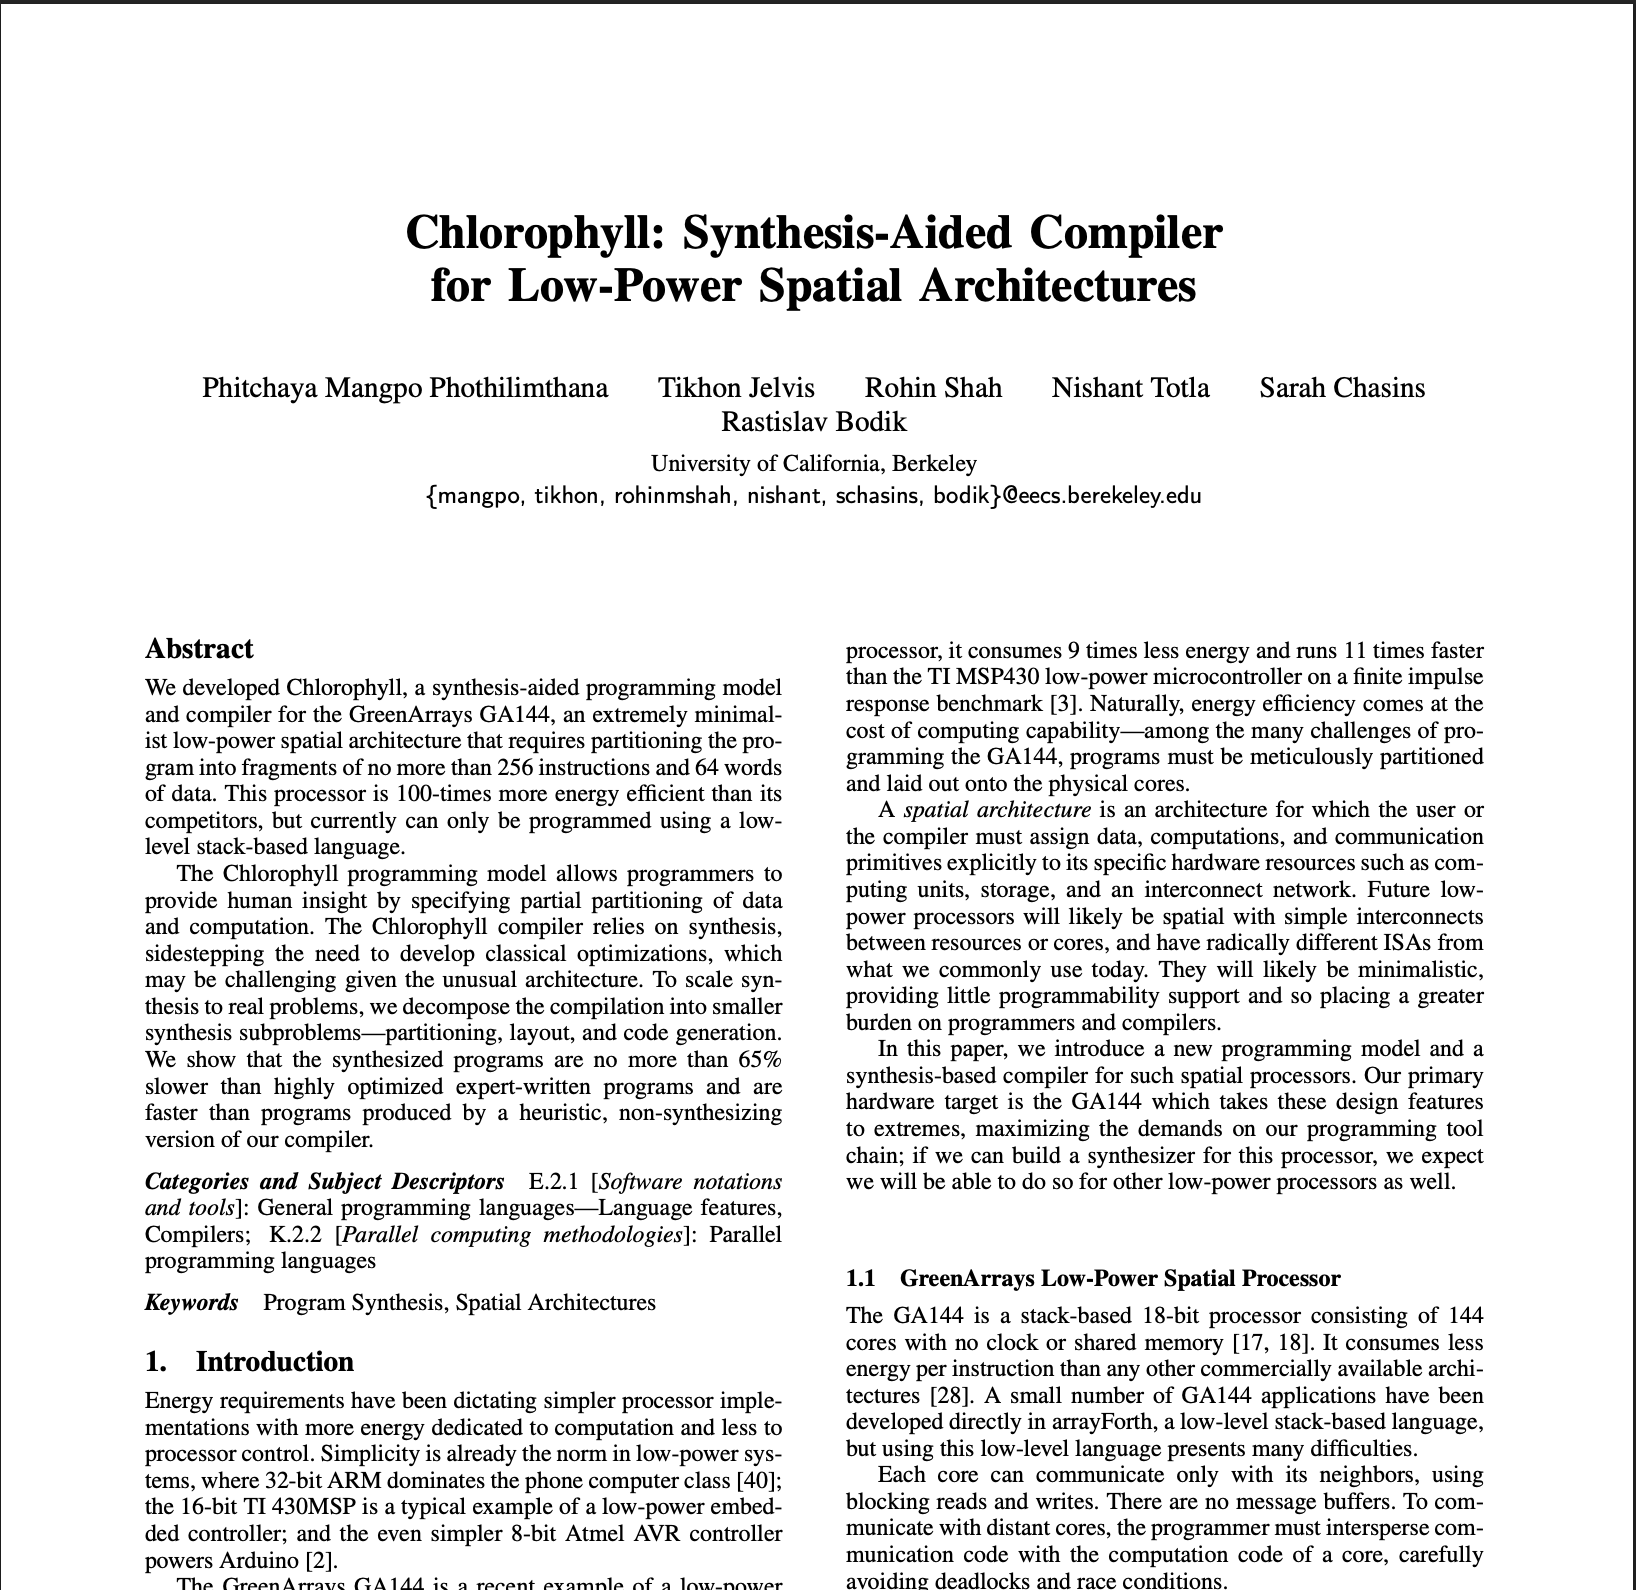 Chlorophyll: Synthesis-Aided Compiler
for Low-Power Spatial Architectures
Phitchaya Mangpo Phothilimthana Tikhon Jelvis Rohin Shah Nishant Totla Sarah Chasins
Rastislav Bodik
University of California, Berkeley
{mangpo, tikhon, rohinmshah, nishant, schasins, bodik}@eecs.berekeley.edu
Abstract
We developed Chlorophyll, a synthesis-aided programming model
and compiler for the GreenArrays GA144, an extremely minimal-
ist low-power spatial architecture that requires partitioning the pro-
gram into fragments of no more than 256 instructions and 64 words
of data. This processor is 100-times more energy efficient than its
competitors, but currently can only be programmed using a low-
level stack-based language.
The Chlorophyll programming model allows programmers to
provide human insight by specifying partial partitioning of data
and computation. The Chlorophyll compiler relies on synthesis,
sidestepping the need to develop classical optimizations, which
may be challenging given the unusual architecture. To scale syn-
thesis to real problems, we decompose the compilation into smaller
synthesis subproblems—partitioning, layout, and code generation.
We show that the synthesized programs are no more than 65%
slower than highly optimized expert-written programs and are
faster than programs produced by a heuristic, non-synthesizing
version of our compiler.
Categories and Subject Descriptors E.2.1 [Software notations
and tools]: General programming languages—Language features,
Compilers; K.2.2 [Parallel computing methodologies]: Parallel
programming languages
Keywords Program Synthesis, Spatial Architectures
1. Introduction
Energy requirements have been dictating simpler processor imple-
mentations with more energy dedicated to computation and less to
processor control. Simplicity is already the norm in low-power sys-
tems, where 32-bit ARM dominates the phone computer class [40];
the 16-bit TI 430MSP is a typical example of a low-power embed-
ded controller; and the even simpler 8-bit Atmel AVR controller
powers Arduino [2].
The GreenArrays GA144 is a recent example of a low-power
processor, it consumes 9 times less energy and runs 11 times faster
than the TI MSP430 low-power microcontroller on a finite impulse
response benchmark [3]. Naturally, energy efficiency comes at the
cost of computing capability—among the many challenges of pro-
gramming the GA144, programs must be meticulously partitioned
and laid out onto the physical cores.
A spatial architecture is an architecture for which the user or
the compiler must assign data, computations, and communication
primitives explicitly to its specific hardware resources such as com-
puting units, storage, and an interconnect network. Future low-
power processors will likely be spatial with simple interconnects
between resources or cores, and have radically different ISAs from
what we commonly use today. They will likely be minimalistic,
providing little programmability support and so placing a greater
burden on programmers and compilers.
In this paper, we introduce a new programming model and a
synthesis-based compiler for such spatial processors. Our primary
hardware target is the GA144 which takes these design features
to extremes, maximizing the demands on our programming tool
chain; if we can build a synthesizer for this processor, we expect
we will be able to do so for other low-power processors as well.
1.1 GreenArrays Low-Power Spatial Processor
The GA144 is a stack-based 18-bit processor consisting of 144
cores with no clock or shared memory [17, 18]. It consumes less
energy per instruction than any other commercially available archi-
tectures [28]. A small number of GA144 applications have been
developed directly in arrayForth, a low-level stack-based language,
but using this low-level language presents many difficulties.
Each core can communicate only with its neighbors, using
blocking reads and writes. There are no message buffers. To com-
municate with distant cores, the programmer must intersperse com-
munication code with the computation code of a core, carefully
avoiding deadlocks and race conditions.